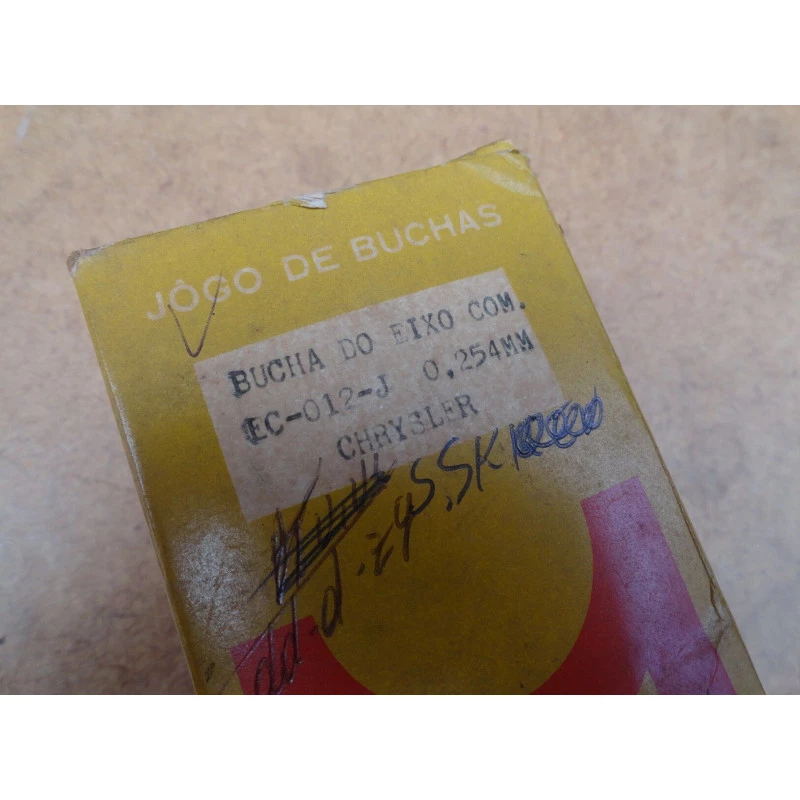 JÔGO DE BUCHAS
BUCHA DO EIXO COM.
EC-012-J 0,254MM
CHRYSLER